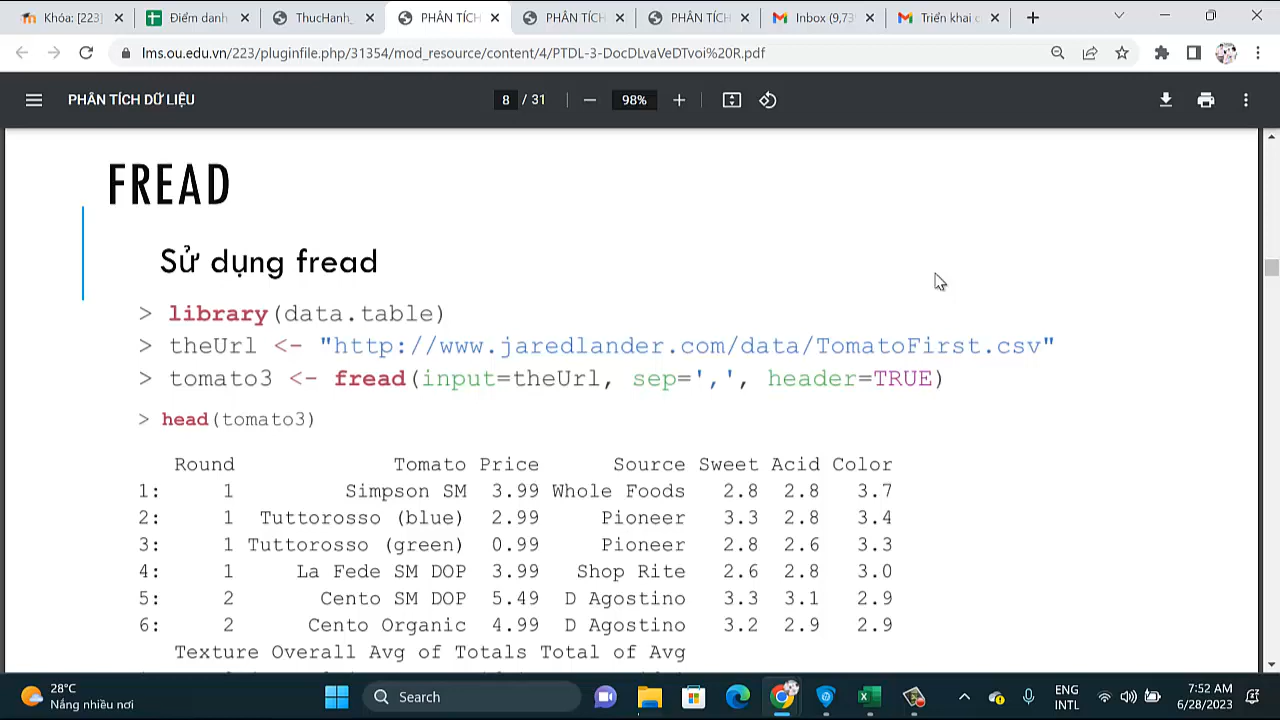 Khóa: [223]
Điểm danh
ThucHanh_
PHÂN TÍCH
PHÂN TÍCH
PHÂN TÍCH
Inbox (9,73
Triển khai c
lms.ou.edu.vn/223/pluginfile.php/31354/mod_resource/content/4/PTDL-3-DocDLvaVeDTvoi%20R.pdf
PHÂN TÍCH DỮ LIỆU
8 / 31
98%
FREAD
Sử dụng fread
> library(data.table)
> theUrl <- "http://www.jaredlander.com/data/TomatoFirst.csv"
> tomato3 <- fread(input=theUrl, sep=',', header=TRUE)
> head(tomato3)
Round Tomato Price Source Sweet Acid Color
1: 1 Simpson SM 3.99 Whole Foods 2.8 2.8 3.7
2: 1 Tuttorosso (blue) 2.99 Pioneer 3.3 2.8 3.4
3: 1 Tuttorosso (green) 0.99 Pioneer 2.8 2.6 3.3
4: 1 La Fede SM DOP 3.99 Shop Rite 2.6 2.8 3.0
5: 2 Cento SM DOP 5.49 D Agostino 3.3 3.1 2.9
6: 2 Cento Organic 4.99 D Agostino 3.2 2.9 2.9
Texture Overall Avg of Totals Total of Avg
28°C
Nắng nhiều nơi
Search
ENG
INTL
7:52 AM
6/28/2023